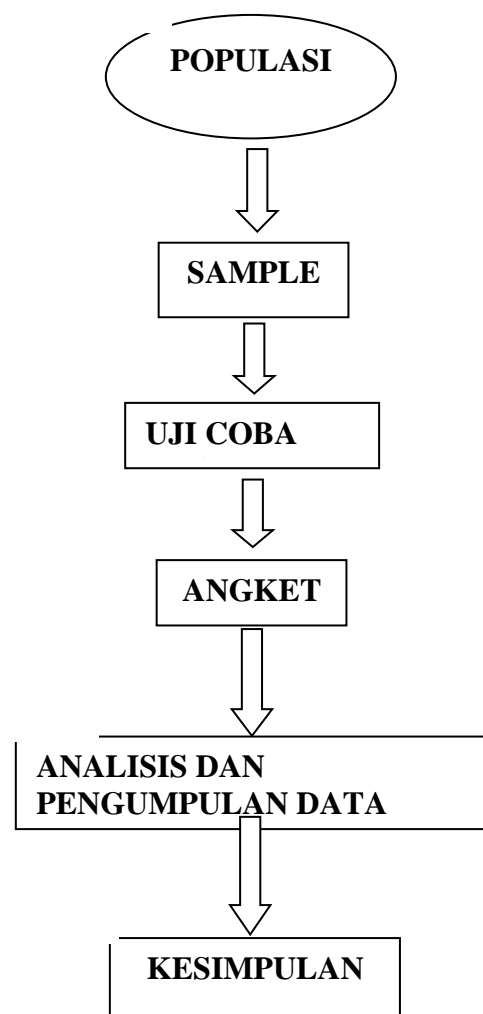 POPULASI
SAMPLE
UJI COBA
ANGKET
ANALISIS DAN
PENGUMPULAN DATA
KESIMPULAN